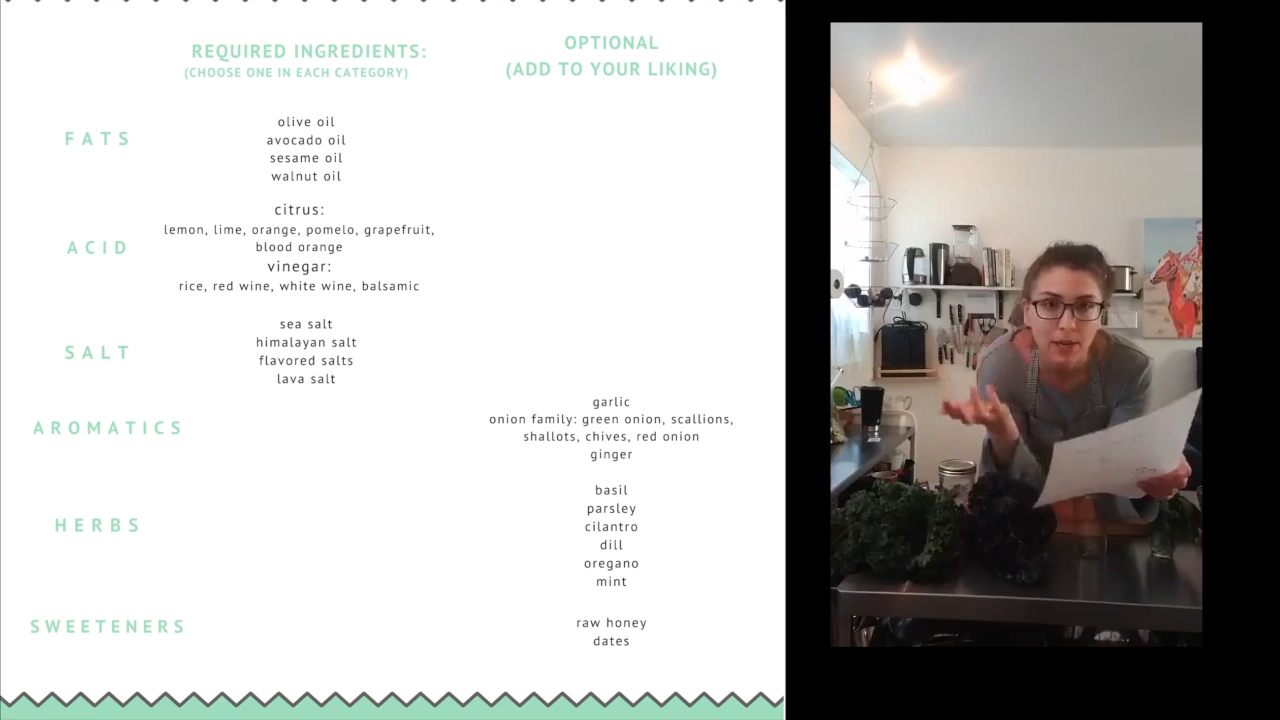 REQUIRED INGREDIENTS:
(CHOOSE ONE IN EACH CATEGORY)
OPTIONAL
(ADD TO YOUR LIKING)
FATS
olive oil
avocado oil
sesame oil
walnut oil
ACID
citrus:
lemon, lime, orange, pomelo, grapefruit,
blood orange
vinegar:
rice, red wine, white wine, balsamic
SALT
sea salt
himalayan salt
flavored salts
lava salt
AROMATICS
garlic
onion family: green onion, scallions,
shallots, chives, red onion
ginger
HERBS
basil
parsley
cilantro
dill
oregano
mint
SWEETENERS
raw honey
dates